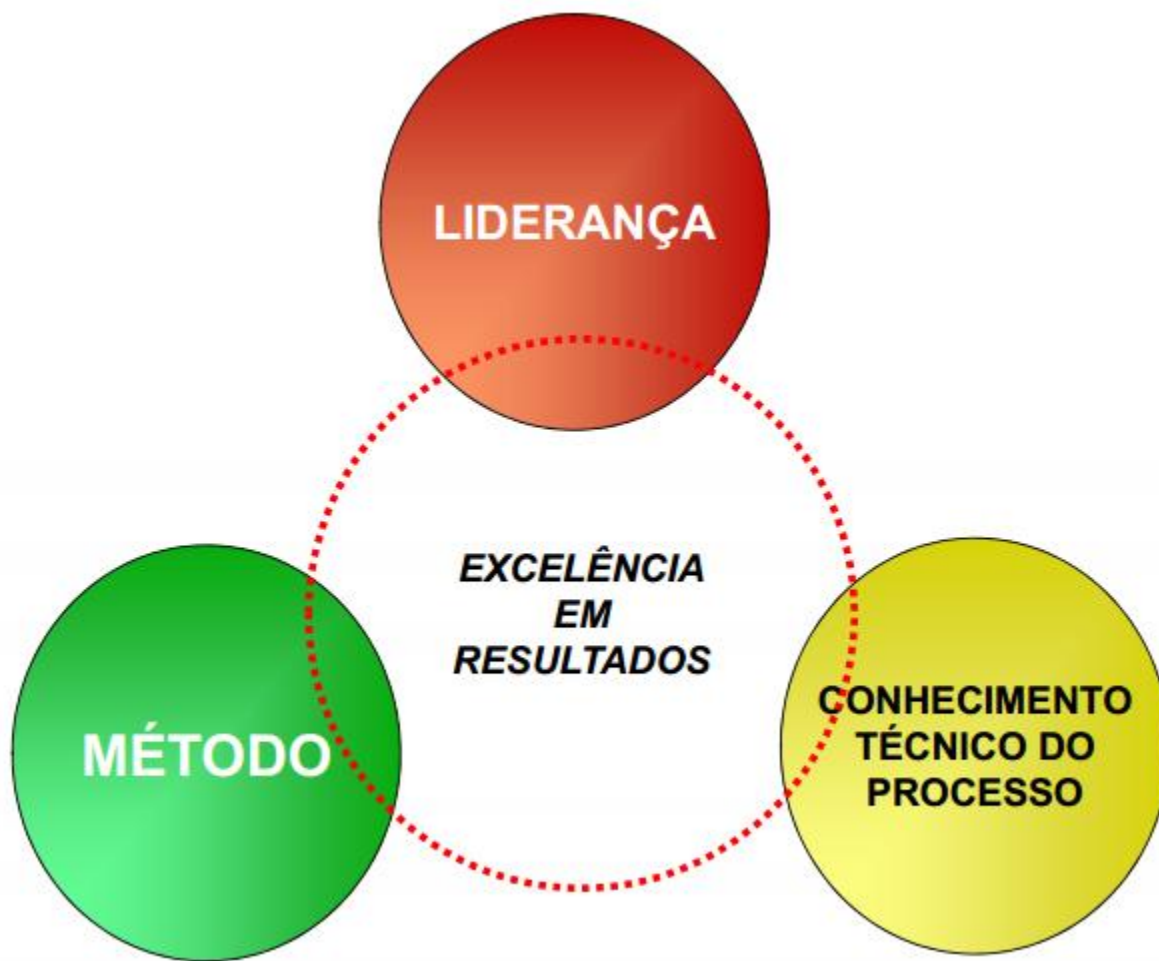 LIDERANÇA
EXCELÊNCIA
EM
RESULTADOS
MÉTODO
CONHECIMENTO
TÉCNICO DO
PROCESSO